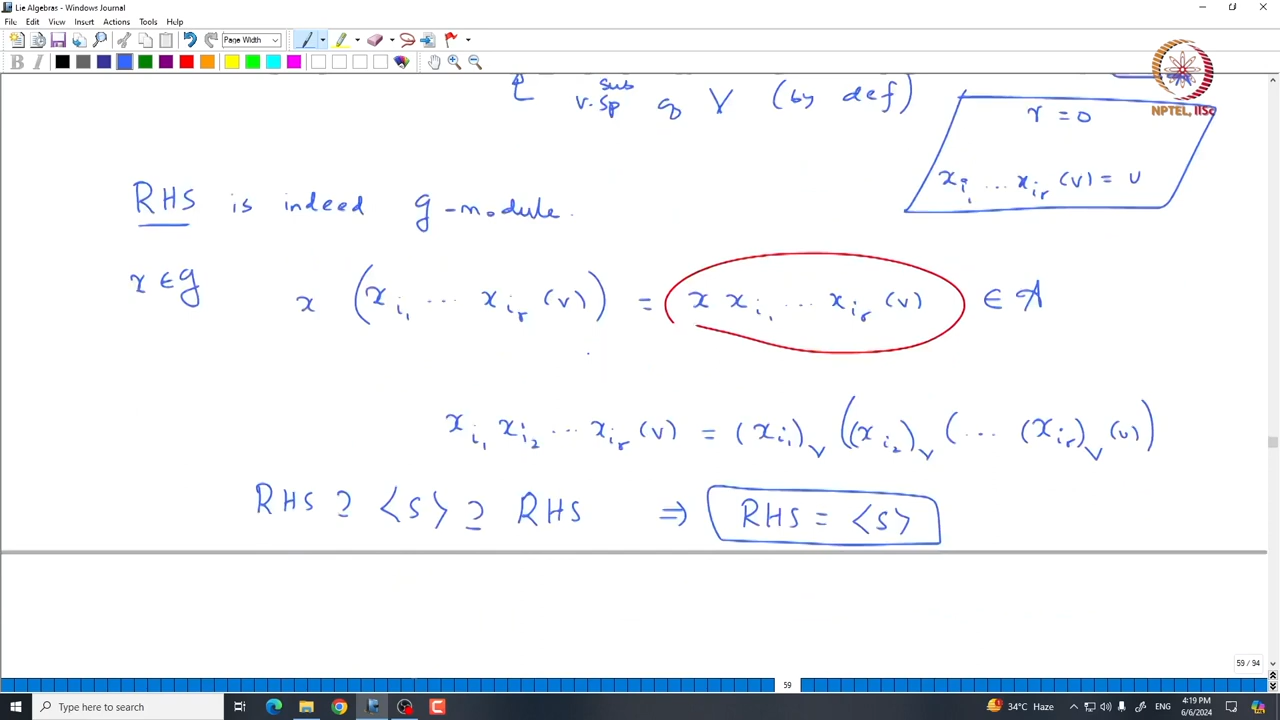 Lie Algebras - Windows Journal
File Edit View Insert Actions Tools Help
Page Width
B I
NPTEL, IISc
sub
v. sp of V (by def)
r = 0
x_{i_1} ... x_{i_r} (v) = v
RHS is indeed g-module.
x ∈ g x (x_{i_1} ... x_{i_r} (v)) = x x_{i_1} ... x_{i_r} (v) ∈ A
x_{i_1} x_{i_2} ... x_{i_r} (v) = (x_{i_1})_V ((x_{i_2})_V (... (x_{i_r})_V (v))
RHS ⊇ <S> ⊇ RHS ⇒ RHS = <S>
59 / 94
59
Type here to search
34°C Haze
ENG
4:19 PM
6/6/2024